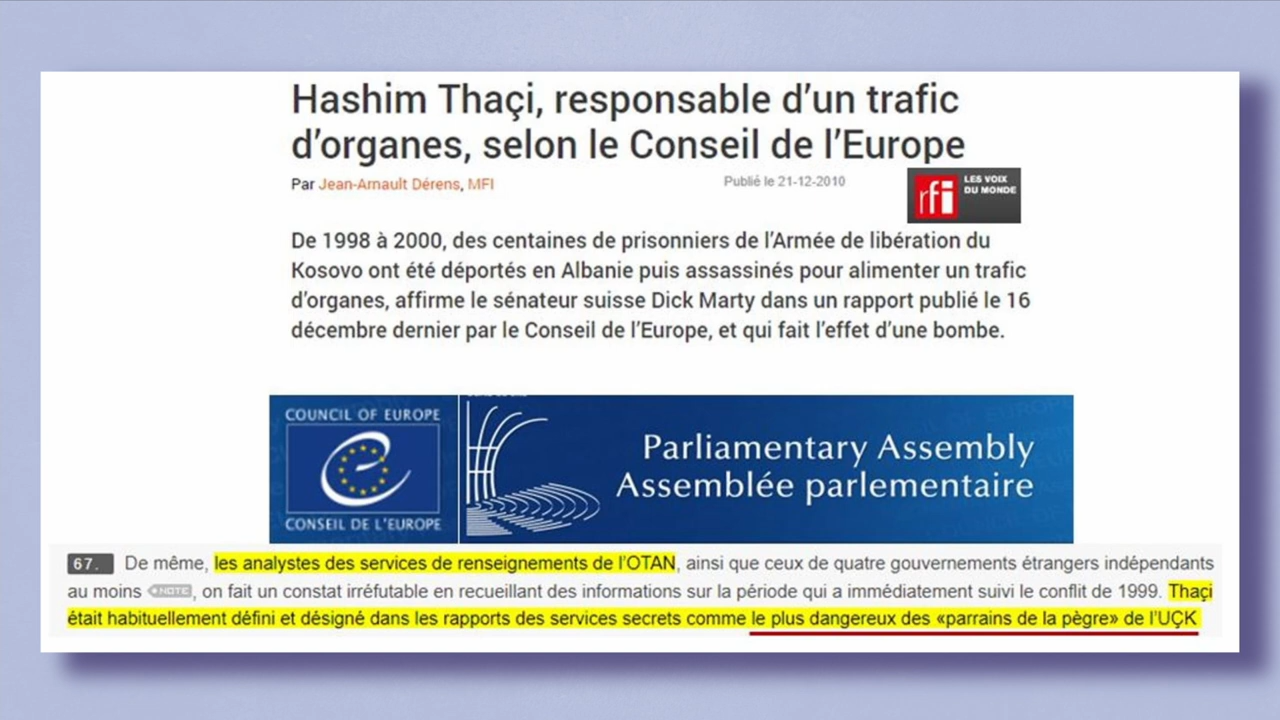 Hashim Thaçi, responsable d’un trafic
d’organes, selon le Conseil de l’Europe
Par Jean-Arnault Dérens, MFI
Publié le 21-12-2010
rfi
LES VOIX
DU MONDE
De 1998 à 2000, des centaines de prisonniers de l’Armée de libération du
Kosovo ont été déportés en Albanie puis assassinés pour alimenter un trafic
d’organes, affirme le sénateur suisse Dick Marty dans un rapport publié le 16
décembre dernier par le Conseil de l’Europe, et qui fait l’effet d’une bombe.
COUNCIL OF EUROPE
CONSEIL DE L'EUROPE
Parliamentary Assembly
Assemblée parlementaire
67. De même, les analystes des services de renseignements de l’OTAN, ainsi que ceux de quatre gouvernements étrangers indépendants
au moins NOTE, on fait un constat irréfutable en recueillant des informations sur la période qui a immédiatement suivi le conflit de 1999. Thaçi
était habituellement défini et désigné dans les rapports des services secrets comme le plus dangereux des «parrains de la pègre» de l’UÇK